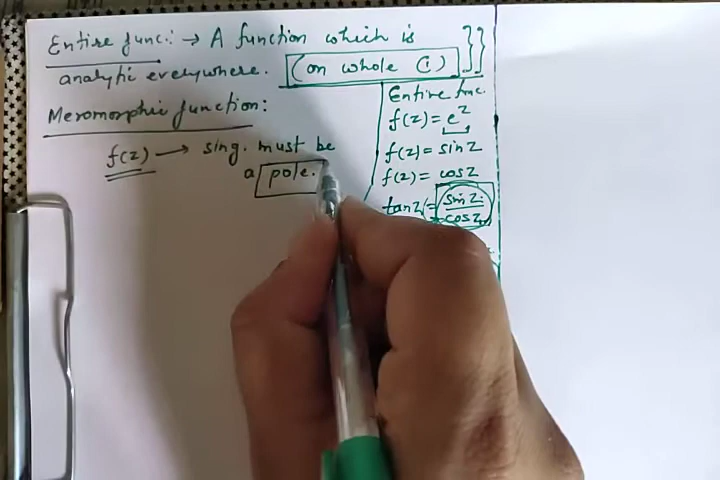 Entire func: → A function which is
analytic everywhere. (on whole ℂ)
Meromorphic function:
f(z) → sing. must be
a pole.
Entire func.
f(z) = e^z
f(z) = sin z
f(z) = cos z
tan z = sin z / cos z